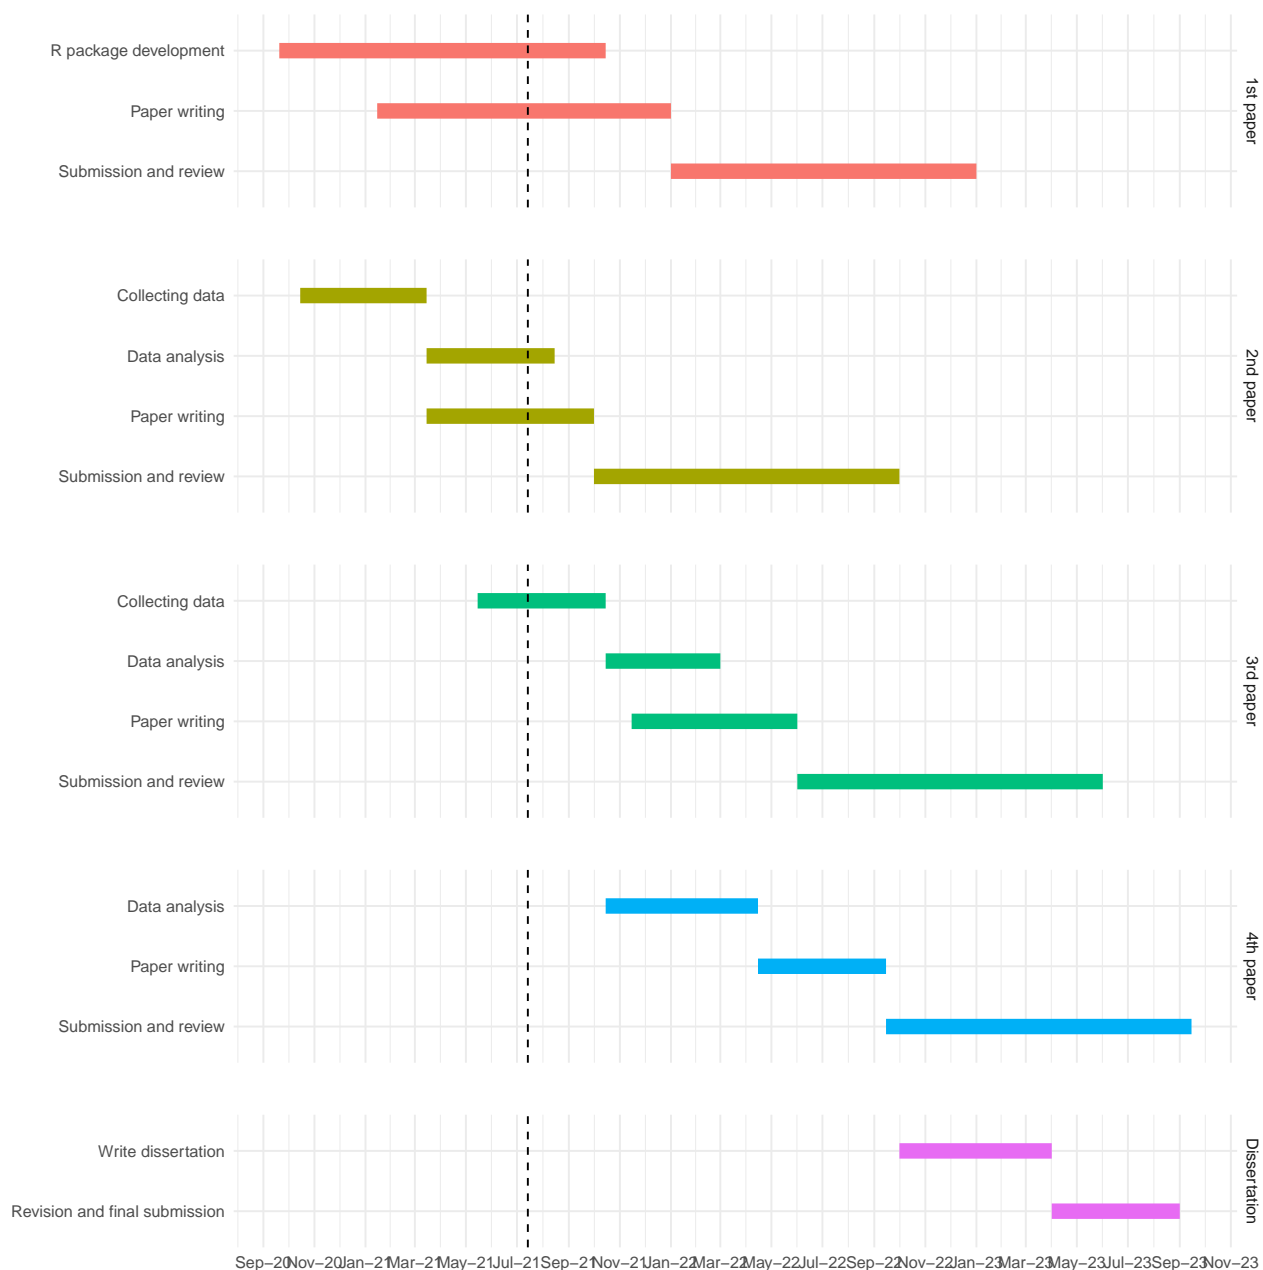 R package development
Paper writing
Submission and review
1st paper
Collecting data
Data analysis
Paper writing
Submission and review
2nd paper
Collecting data
Data analysis
Paper writing
Submission and review
3rd paper
Data analysis
Paper writing
Submission and review
4th paper
Write dissertation
Revision and final submission
Dissertation
Sep−20 Nov−20 Jan−21 Mar−21 May−21 Jul−21 Sep−21 Nov−21 Jan−22 Mar−22 May−22 Jul−22 Sep−22 Nov−22 Jan−23 Mar−23 May−23 Jul−23 Sep−23 Nov−23